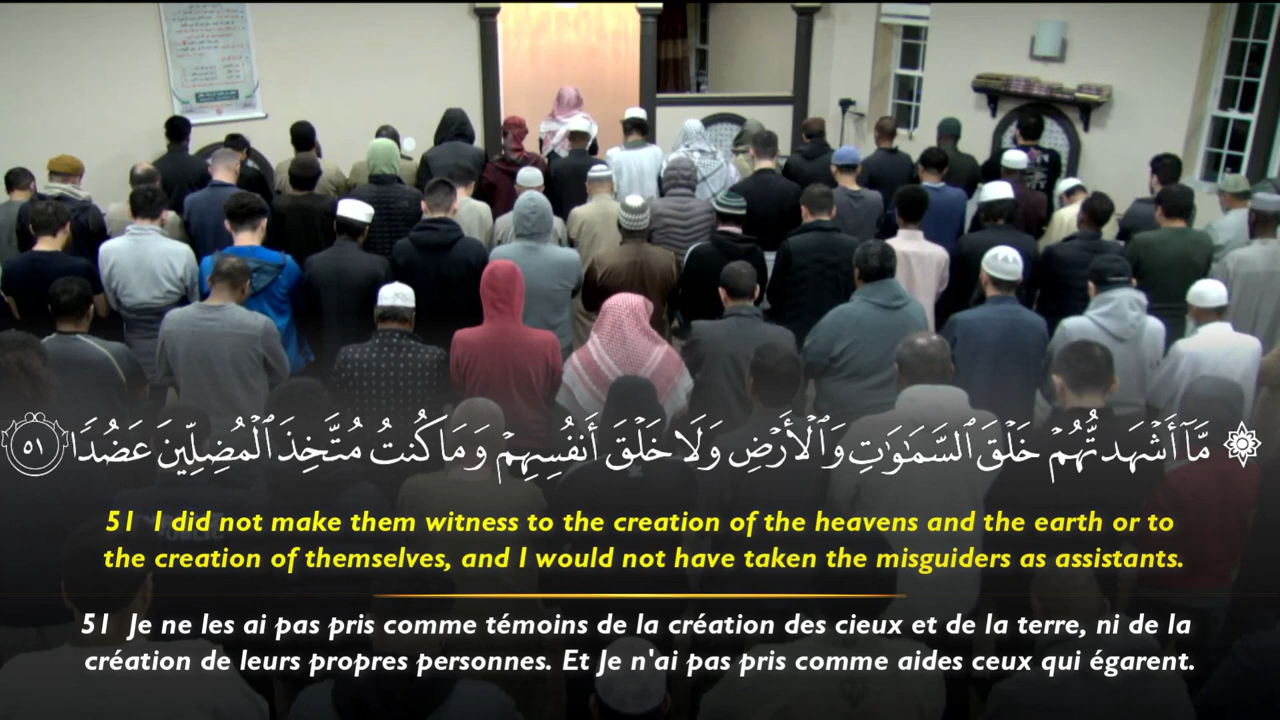 ۞ مَّآ أَشْهَدتُّهُمْ خَلْقَ ٱلسَّمَٰوَٰتِ وَٱلْأَرْضِ وَلَا خَلْقَ أَنفُسِهِمْ وَمَا كُنتُ مُتَّخِذَ ٱلْمُضِلِّينَ عَضُدًا ٥١
51 I did not make them witness to the creation of the heavens and the earth or to
the creation of themselves, and I would not have taken the misguiders as assistants.
51 Je ne les ai pas pris comme témoins de la création des cieux et de la terre, ni de la
création de leurs propres personnes. Et Je n'ai pas pris comme aides ceux qui égarent.